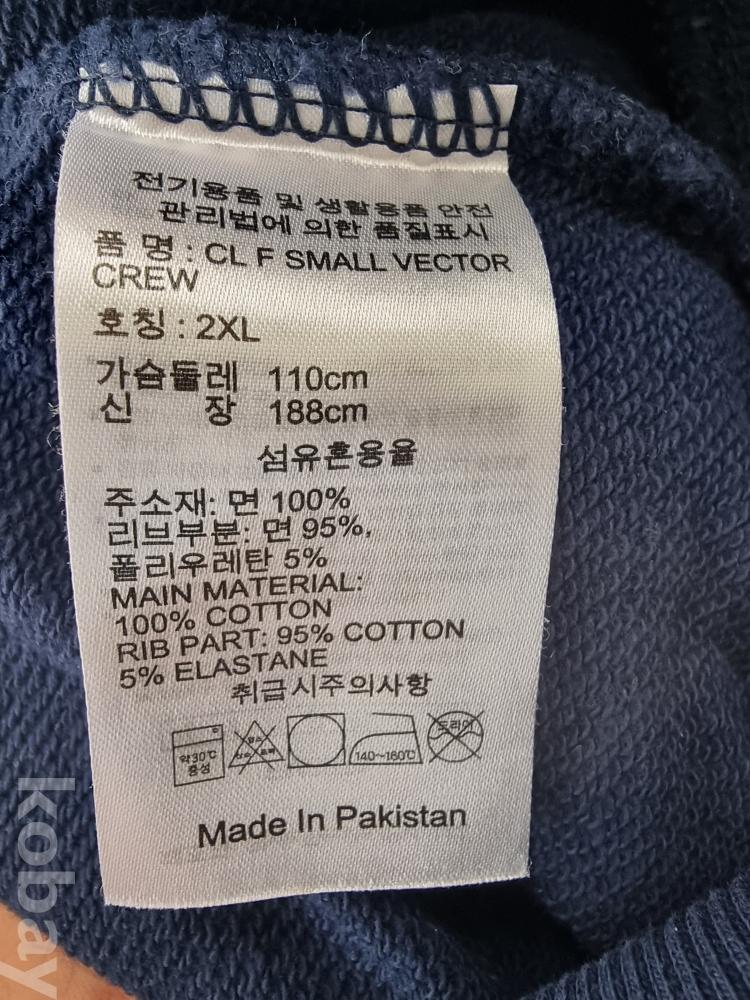 전기용품 및 생활용품 안전
관리법에 의한 품질표시
품 명 : CL F SMALL VECTOR
CREW
호칭 : 2XL
가슴둘레 110cm
신 장 188cm
섬유혼용율
주소재: 면 100%
리브부분: 면 95%,
폴리우레탄 5%
MAIN MATERIAL:
100% COTTON
RIB PART: 95% COTTON
5% ELASTANE
취급시주의사항
약30℃
중성
140~160℃
드라이
Made In Pakistan
kobay